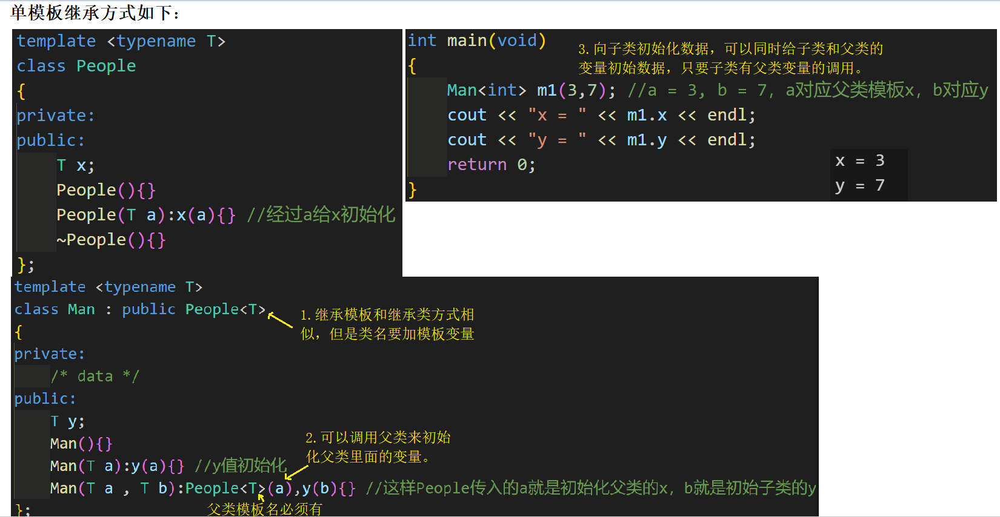 单模板继承方式如下：
template <typename T>
class People
{
private:
public:
T x;
People(){}
People(T a):x(a){} //经过a给x初始化
~People(){}
};
int main(void)
{
3.向子类初始化数据，可以同时给子类和父类的
变量初始数据，只要子类有父类变量的调用。
Man<int> m1(3,7); //a = 3, b = 7, a对应父类模板x, b对应y
cout << "x = " << m1.x << endl;
cout << "y = " << m1.y << endl;
return 0;
}
x = 3
y = 7
template <typename T>
class Man : public People<T>
1.继承模板和继承类方式相
似，但是类名要加模板变量
{
private:
/* data */
public:
T y;
Man(){}
2.可以调用父类来初始
化父类里面的变量。
Man(T a):y(a){} //y值初始化
Man(T a , T b):People<T>(a),y(b){} //这样People传入的a就是初始化父类的x, b就是初始子类的y
父类模板名必须有
};